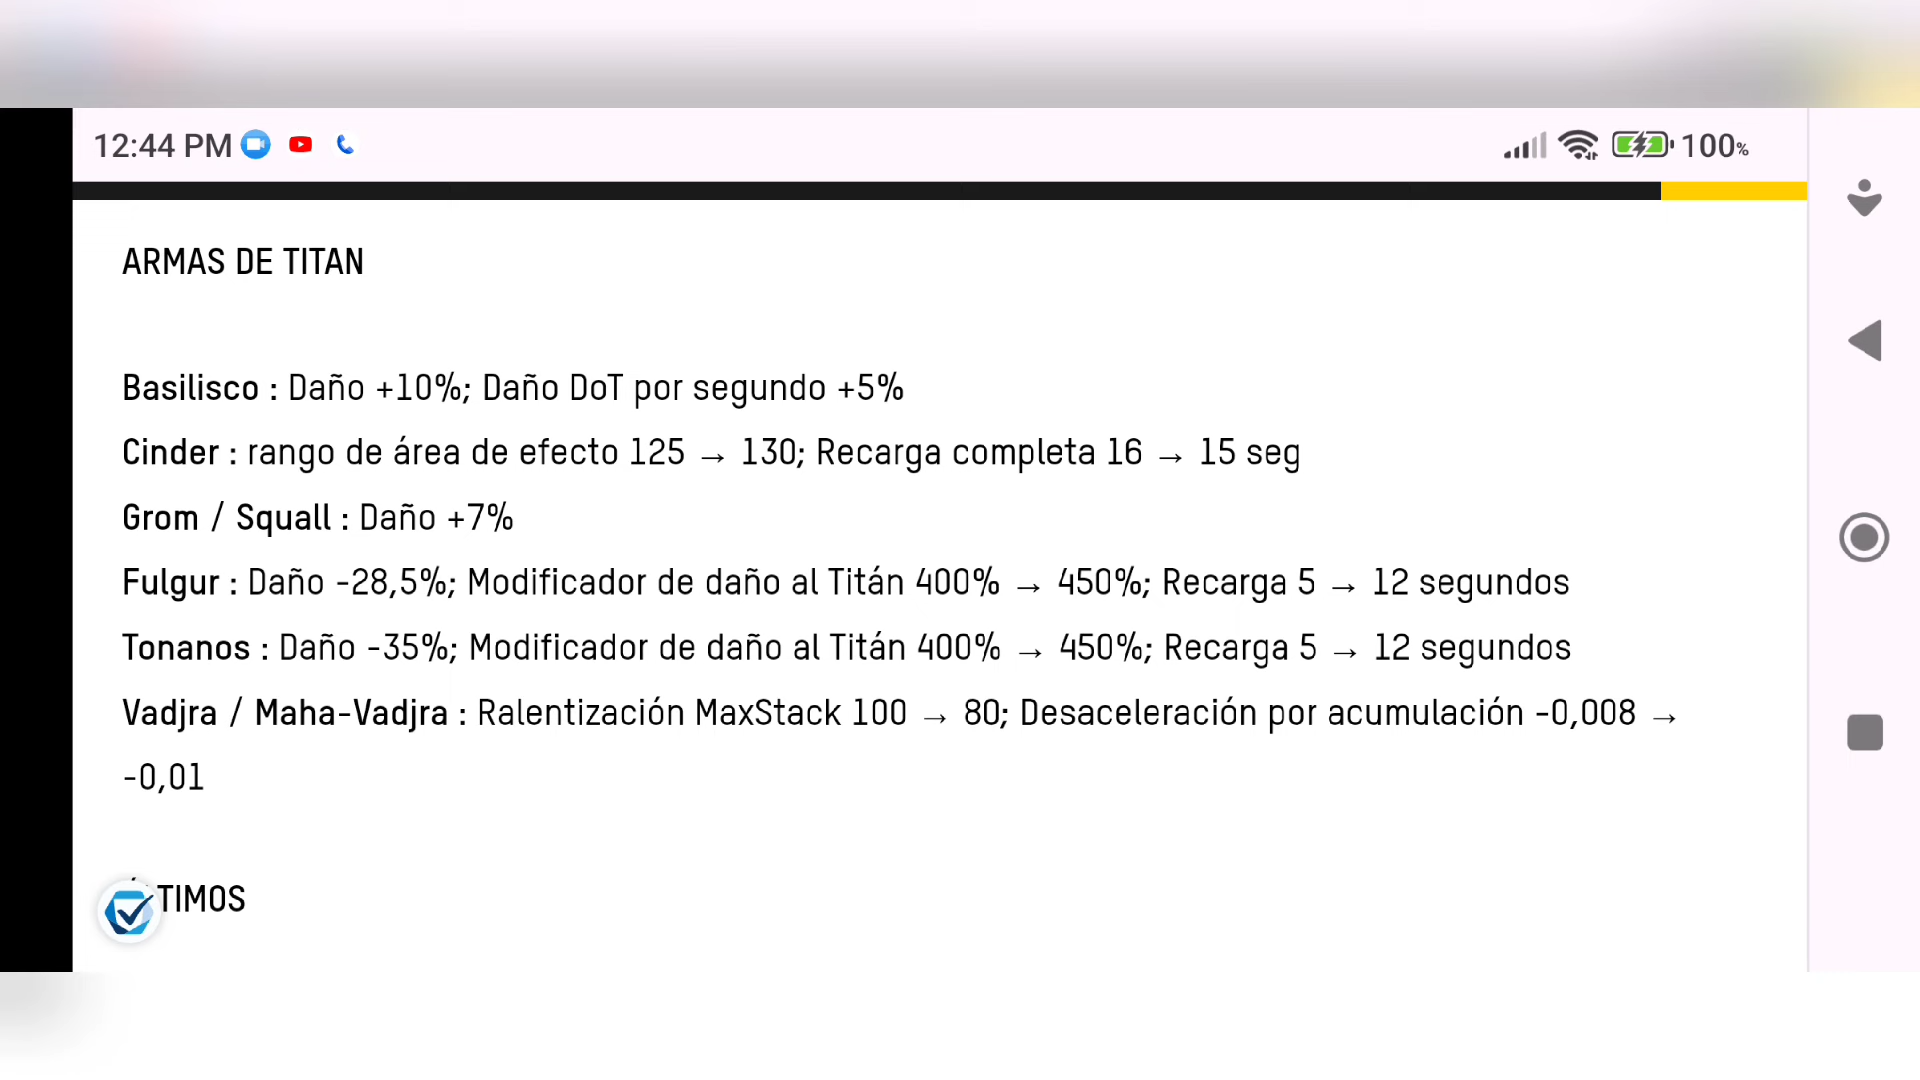 12:44 PM
100%
ARMAS DE TITAN
Basilisco : Daño +10%; Daño DoT por segundo +5%
Cinder : rango de área de efecto 125 → 130; Recarga completa 16 → 15 seg
Grom / Squall : Daño +7%
Fulgur : Daño -28,5%; Modificador de daño al Titán 400% → 450%; Recarga 5 → 12 segundos
Tonanos : Daño -35%; Modificador de daño al Titán 400% → 450%; Recarga 5 → 12 segundos
Vadjra / Maha-Vadjra : Ralentización MaxStack 100 → 80; Desaceleración por acumulación -0,008 →
-0,01